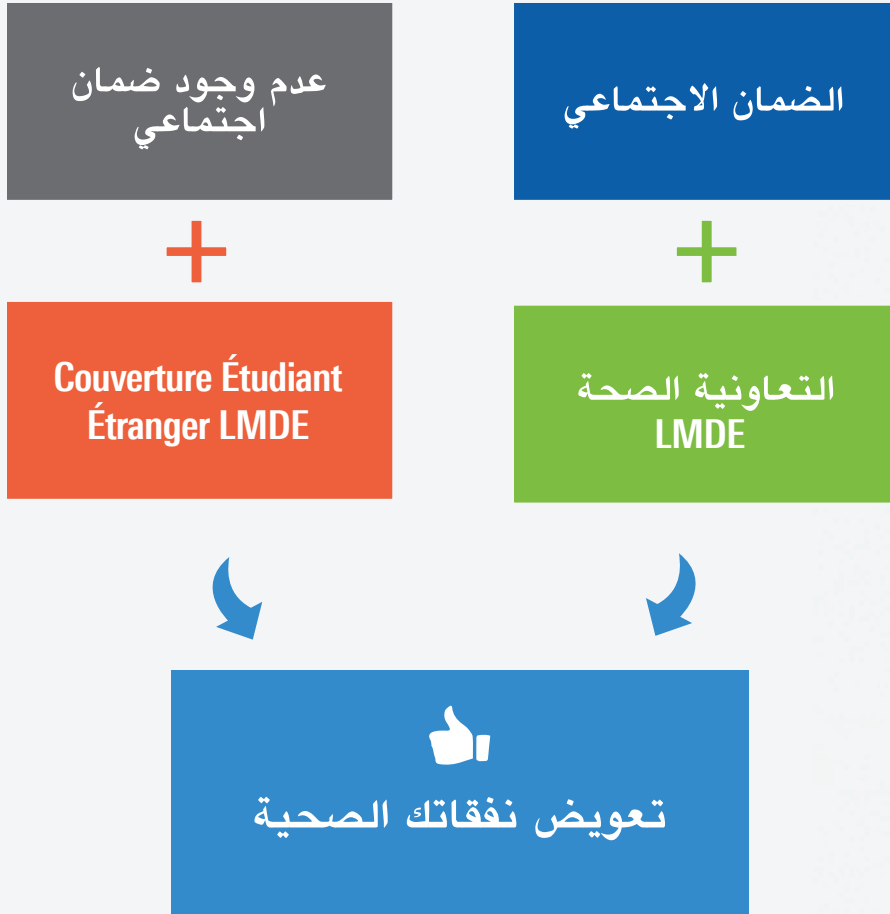 الضمان الاجتماعي
عدم وجود ضمان
اجتماعي
+
+
التعاونية الصحة
LMDE
Couverture Étudiant
Étranger LMDE
تعويض نفقاتك الصحية